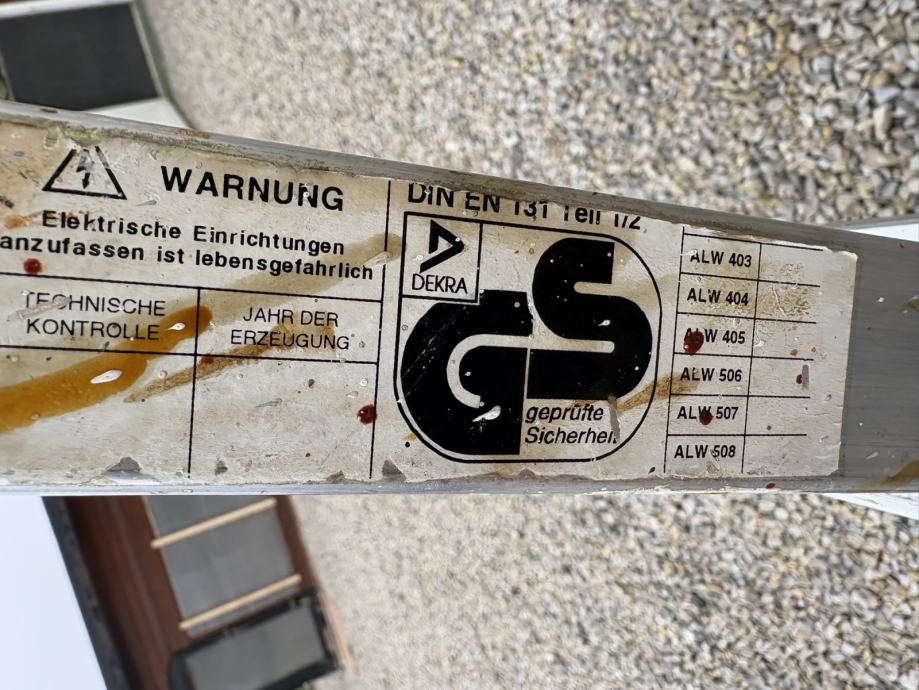 WARNUNG
Elektrische Einrichtungen
anzufassen ist lebensgefährlich
TECHNISCHE
KONTROLLE
JAHR DER
ERZEUGUNG
DIN EN 131 Teil 1/2
DEKRA
GS
geprüfte
Sicherheit
ALW 403
ALW 404
ALW 405
ALW 506
ALW 507
ALW 508